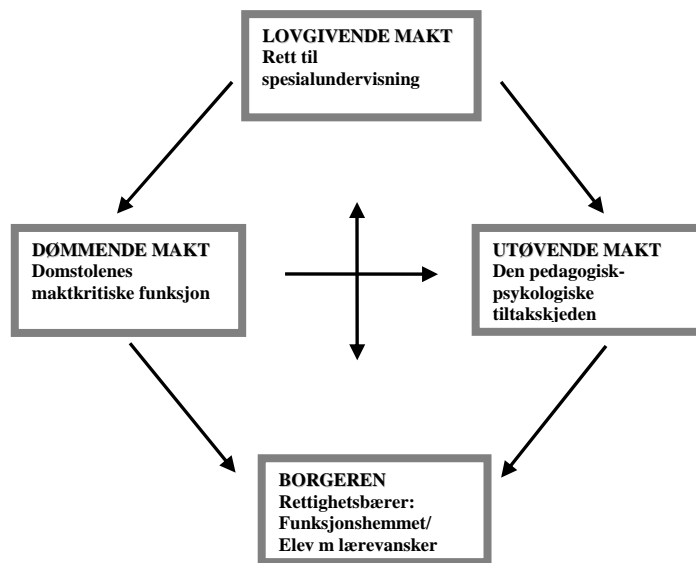 LOVGIVENDE MAKT
Rett til
spesialundervisning
DØMMENDE MAKT
Domstolenes
maktkritiske funksjon
UTØVENDE MAKT
Den pedagogisk-
psykologiske
tiltakskjeden
BORGEREN
Rettighetsbærer:
Funksjonshemmet/
Elev m lærevansker